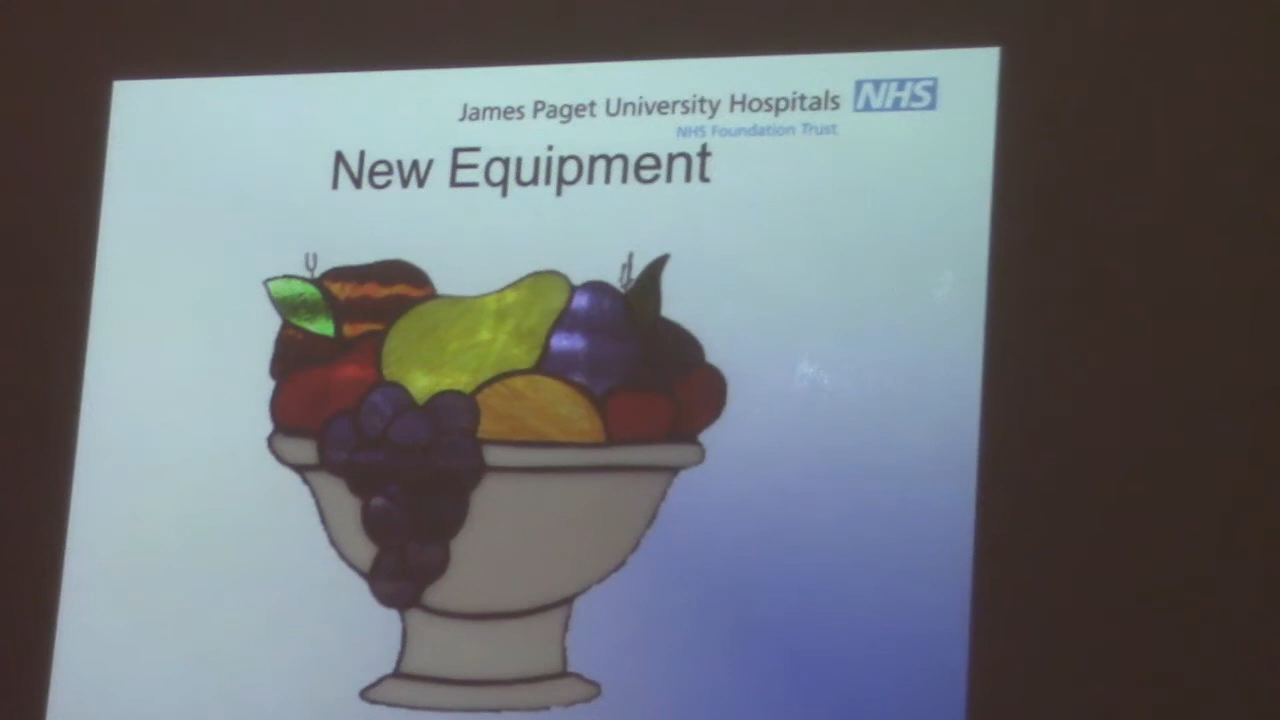 James Paget University Hospitals NHS
NHS Foundation Trust
New Equipment